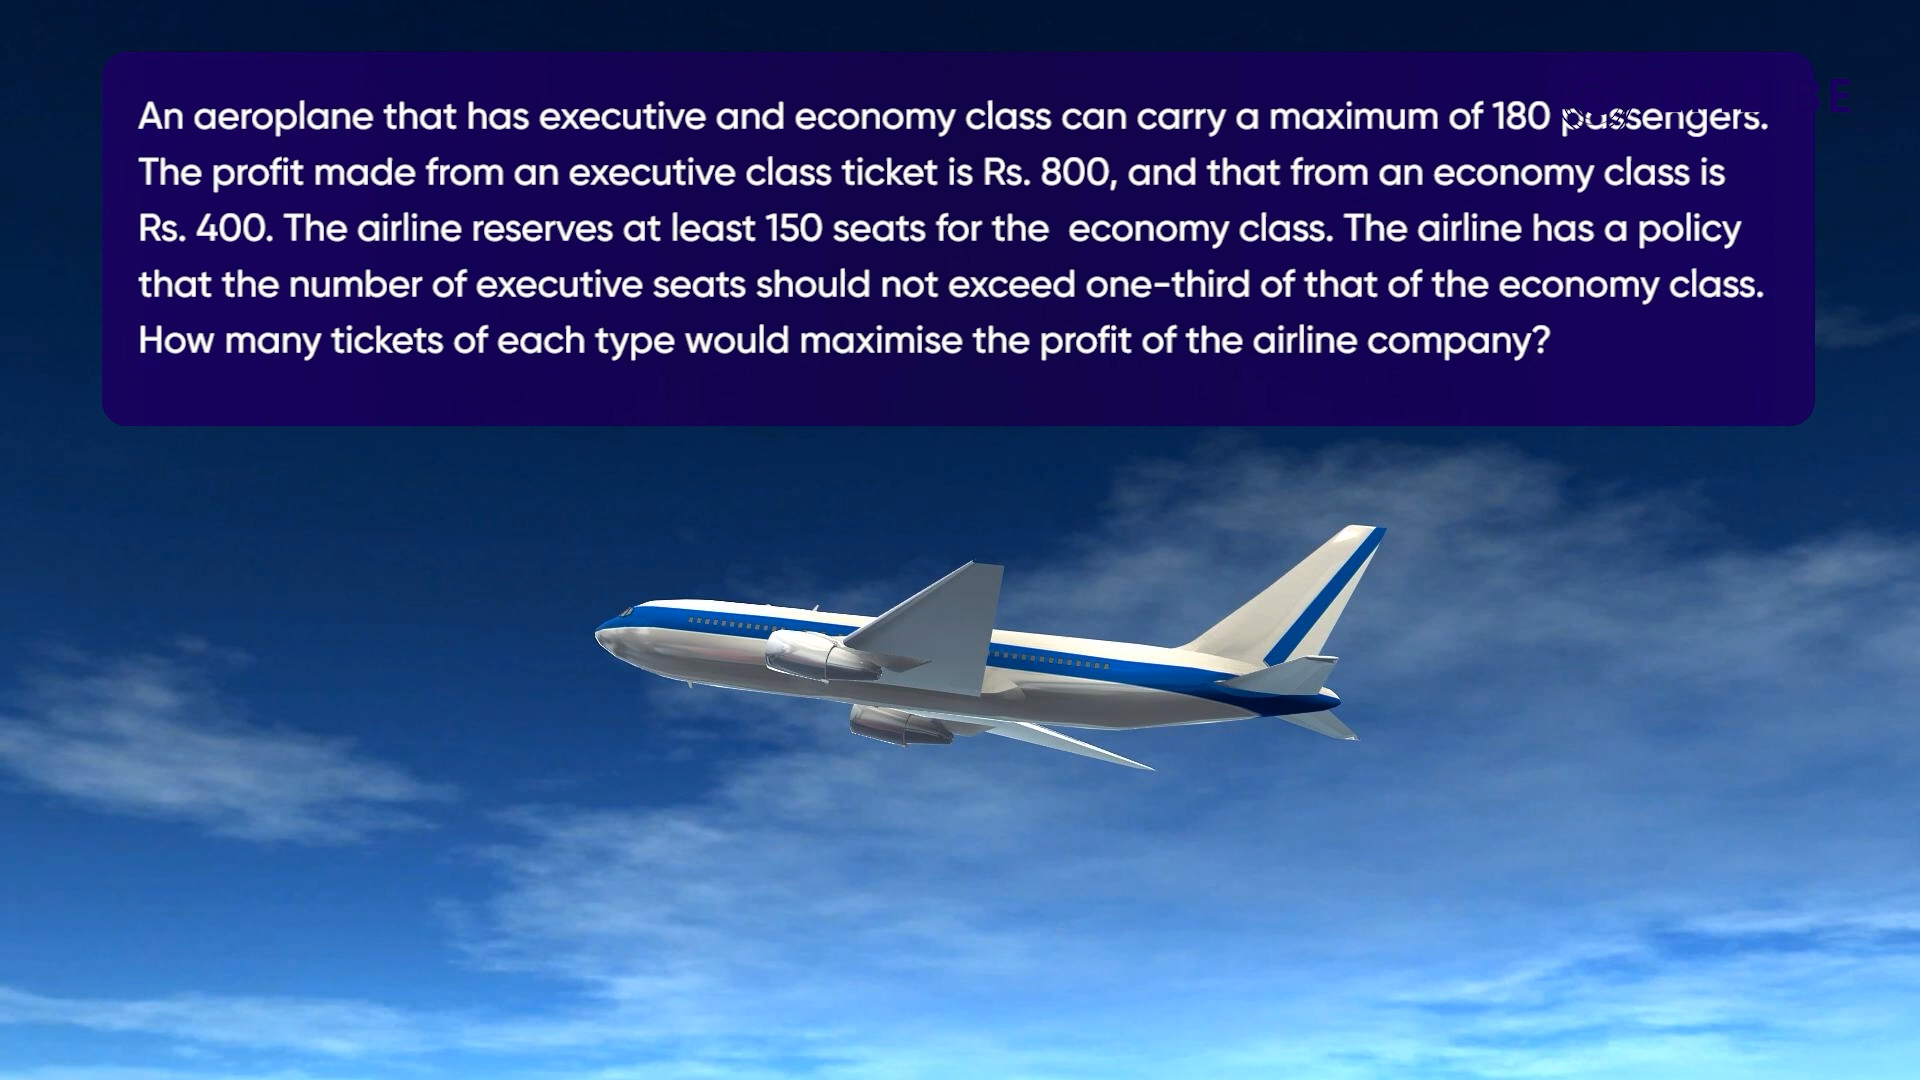 An aeroplane that has executive and economy class can carry a maximum of 180 passengers.
The profit made from an executive class ticket is Rs. 800, and that from an economy class is
Rs. 400. The airline reserves at least 150 seats for the economy class. The airline has a policy
that the number of executive seats should not exceed one-third of that of the economy class.
How many tickets of each type would maximise the profit of the airline company?